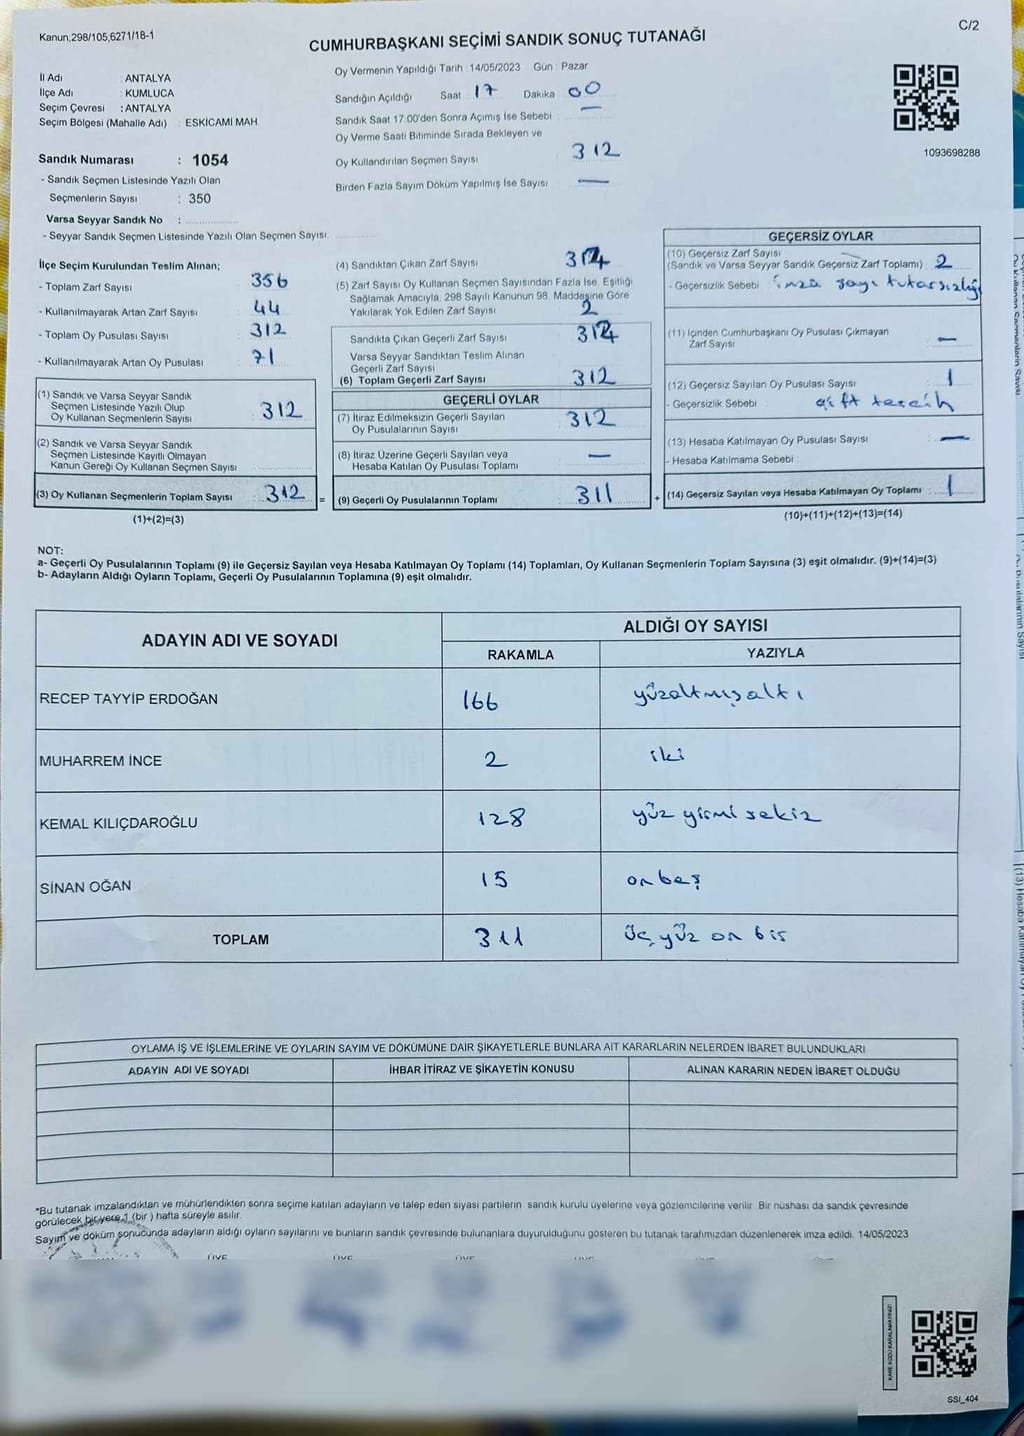 Kanun,298/105,6271/18-1
C/2
CUMHURBAŞKANI SEÇİMİ SANDIK SONUÇ TUTANAĞI
İl Adı : ANTALYA
İlçe Adı : KUMLUCA
Seçim Çevresi : ANTALYA
Seçim Bölgesi (Mahalle Adı) : ESKİCAMİ MAH.
Sandık Numarası : 1054
- Sandık Seçmen Listesinde Yazılı Olan
Seçmenlerin Sayısı : 350
Varsa Seyyar Sandık No :
- Seyyar Sandık Seçmen Listesinde Yazılı Olan Seçmen Sayısı
Oy Vermenin Yapıldığı Tarih :14/05/2023 Gün : Pazar
Sandığın Açıldığı Saat 17 Dakika 00
Sandık Saat 17:00'den Sonra Açımış İse Sebebi : —
Oy Verme Saati Bitiminde Sırada Bekleyen ve
Oy Kullandırılan Seçmen Sayısı 312
Birden Fazla Sayım Döküm Yapılmış İse Sayısı —
1093698288
İlçe Seçim Kurulundan Teslim Alınan;
- Toplam Zarf Sayısı : 356
- Kullanılmayarak Artan Zarf Sayısı : 44
- Toplam Oy Pusulası Sayısı : 312
- Kullanılmayarak Artan Oy Pusulası : 71
(1) Sandık ve Varsa Seyyar Sandık
Seçmen Listesinde Yazılı Olup
Oy Kullanan Seçmenlerin Sayısı : 312
(2) Sandık ve Varsa Seyyar Sandık
Seçmen Listesinde Kayıtlı Olmayan
Kanun Gereği Oy Kullanan Seçmen Sayısı
(3) Oy Kullanan Seçmenlerin Toplam Sayısı : 312 =
(1)+(2)=(3)
(4) Sandıktan Çıkan Zarf Sayısı
(5) Zarf Sayısı Oy Kullanan Seçmen Sayısından Fazla İse, Eşitliği
Sağlamak Amacıyla, 298 Sayılı Kanunun 98. Maddesine Göre
Yakılarak Yok Edilen Zarf Sayısı : 2
Sandıkta Çıkan Geçerli Zarf Sayısı
Varsa Seyyar Sandıktan Teslim Alınan
Geçerli Zarf Sayısı
(6) Toplam Geçerli Zarf Sayısı 312
GEÇERLİ OYLAR
(7) İtiraz Edilmeksizin Geçerli Sayılan
Oy Pusulalarının Sayısı : 312
(8) İtiraz Üzerine Geçerli Sayılan veya
Hesaba Katılan Oy Pusulası Toplamı —
(9) Geçerli Oy Pusulalarının Toplamı : 311 +
GEÇERSİZ OYLAR
(10) Geçersiz Zarf Sayısı
(Sandık ve Varsa Seyyar Sandık Geçersiz Zarf Toplamı) 2
- Geçersizlik Sebebi : imza sayı tutarsızlığı
(11) İçinden Cumhurbaşkanı Oy Pusulası Çıkmayan
Zarf Sayısı —
(12) Geçersiz Sayılan Oy Pusulası Sayısı 1
- Geçersizlik Sebebi : çift tercih
(13) Hesaba Katılmayan Oy Pusulası Sayısı —
- Hesaba Katılmama Sebebi :
(14) Geçersiz Sayılan veya Hesaba Katılmayan Oy Toplamı : 1
(10)+(11)+(12)+(13)=(14)
NOT:
a- Geçerli Oy Pusulalarının Toplamı (9) ile Geçersiz Sayılan veya Hesaba Katılmayan Oy Toplamı (14) Toplamları, Oy Kullanan Seçmenlerin Toplam Sayısına (3) eşit olmalıdır. (9)+(14)=(3)
b- Adayların Aldığı Oyların Toplamı, Geçerli Oy Pusulalarının Toplamına (9) eşit olmalıdır.
ADAYIN ADI VE SOYADI ALDIĞI OY SAYISI
RAKAMLA YAZIYLA
RECEP TAYYİP ERDOĞAN 166 yüzaltmışaltı
MUHARREM İNCE 2 iki
KEMAL KILIÇDAROĞLU 128 yüz yirmi sekiz
SİNAN OĞAN 15 onbeş
TOPLAM 311 üç yüz on bir
OYLAMA İŞ VE İŞLEMLERİNE VE OYLARIN SAYIM VE DÖKÜMÜNE DAİR ŞİKAYETLERLE BUNLARA AİT KARARLARIN NELERDEN İBARET BULUNDUKLARI
ADAYIN ADI VE SOYADI İHBAR İTİRAZ VE ŞİKAYETİN KONUSU ALINAN KARARIN NEDEN İBARET OLDUĞU
*Bu tutanak imzalandıktan ve mühürlendikten sonra seçime katılan adayların ve talep eden siyasi partilerin sandık kurulu üyelerine veya gözlemcilerine verilir. Bir nüshası da sandık çevresinde
görülecek bir yere 1 (bir ) hafta süreyle asılır.
Sayım ve döküm sonucunda adayların aldığı oyların sayılarını ve bunların sandık çevresinde bulunanlara duyurulduğunu gösteren bu tutanak tarafımızdan düzenlenerek imza edildi. 14/05/2023
KARE KODU KARALAMAYINIZ!
SSI_404